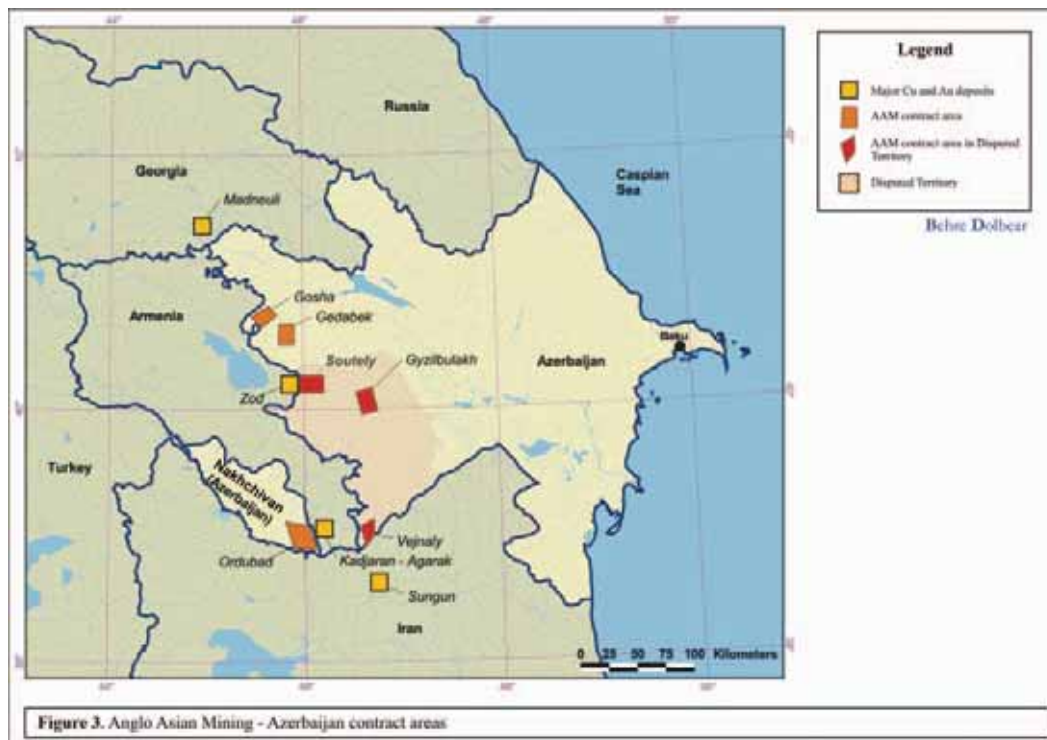 Russia
Georgia
Caspian
Sea
Madneuli
Gosha
Armenia
Gedabek
Soutely
Gyzilbulakh
Azerbaijan
Baku
Zod
Turkey
Nakhchivan
(Azerbaijan)
Vejnaly
Ordubad
Kadjaran - Agarak
Sungun
Iran
0 25 50 75 100 Kilometers
Legend
Major Cu and Au deposits
AAM contract area
AAM contract area in Disputed
Territory
Disputed Territory
Behre Dolbear
Figure 3. Anglo Asian Mining - Azerbaijan contract areas